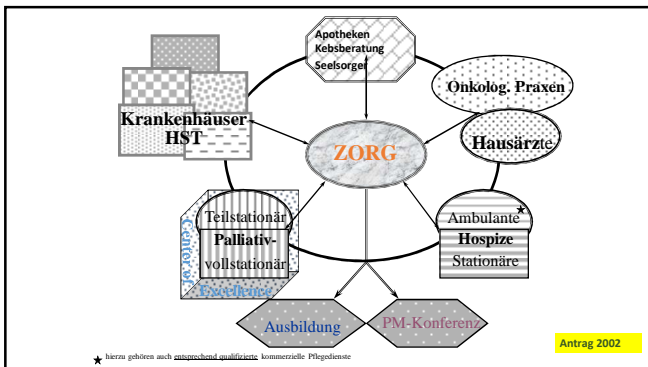 Apotheken
Kebsberatung
Seelsorger
Onkolog. Praxen
Krankenhäuser
HST
Hausärzte
ZORG
Teilstationär
Palliativ-
vollstationär
Center of
Excellence
Ambulante
Hospize
Stationäre
Ausbildung
PM-Konferenz
Antrag 2002
★ hierzu gehören auch entsprechend qualifizierte kommerzielle Pflegedienste